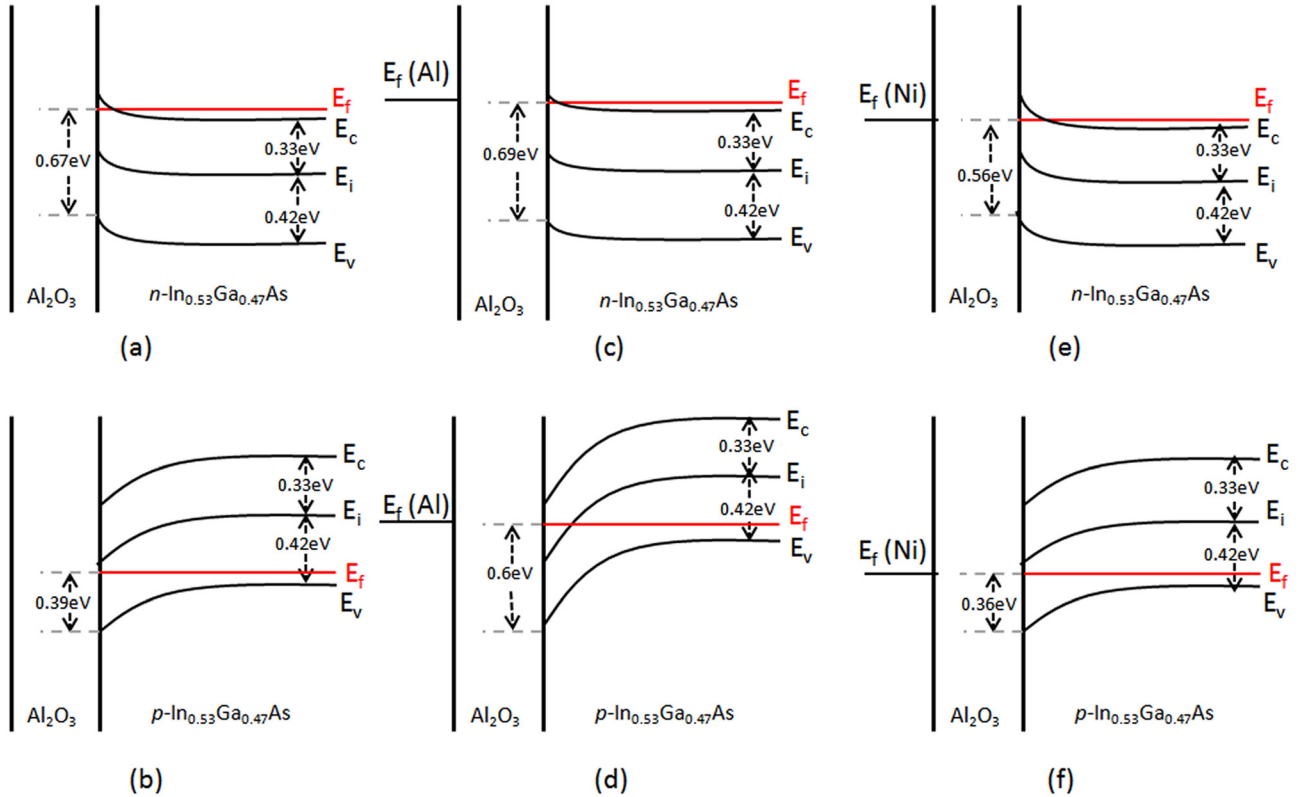 E_f
E_c
0.33eV
0.67eV
E_i
0.42eV
E_v
Al₂O₃
n-In₀.₅₃Ga₀.₄₇As
(a)
E_f (Al)
E_f
E_c
0.33eV
0.69eV
E_i
0.42eV
E_v
Al₂O₃
n-In₀.₅₃Ga₀.₄₇As
(c)
E_f (Ni)
E_f
E_c
0.33eV
0.56eV
E_i
0.42eV
E_v
Al₂O₃
n-In₀.₅₃Ga₀.₄₇As
(e)
E_c
0.33eV
E_i
0.42eV
E_f
0.39eV
E_v
Al₂O₃
p-In₀.₅₃Ga₀.₄₇As
(b)
E_c
0.33eV
E_i
E_f (Al)
0.42eV
E_f
E_v
0.6eV
Al₂O₃
p-In₀.₅₃Ga₀.₄₇As
(d)
E_c
0.33eV
E_i
E_f (Ni)
0.42eV
E_f
0.36eV
E_v
Al₂O₃
p-In₀.₅₃Ga₀.₄₇As
(f)